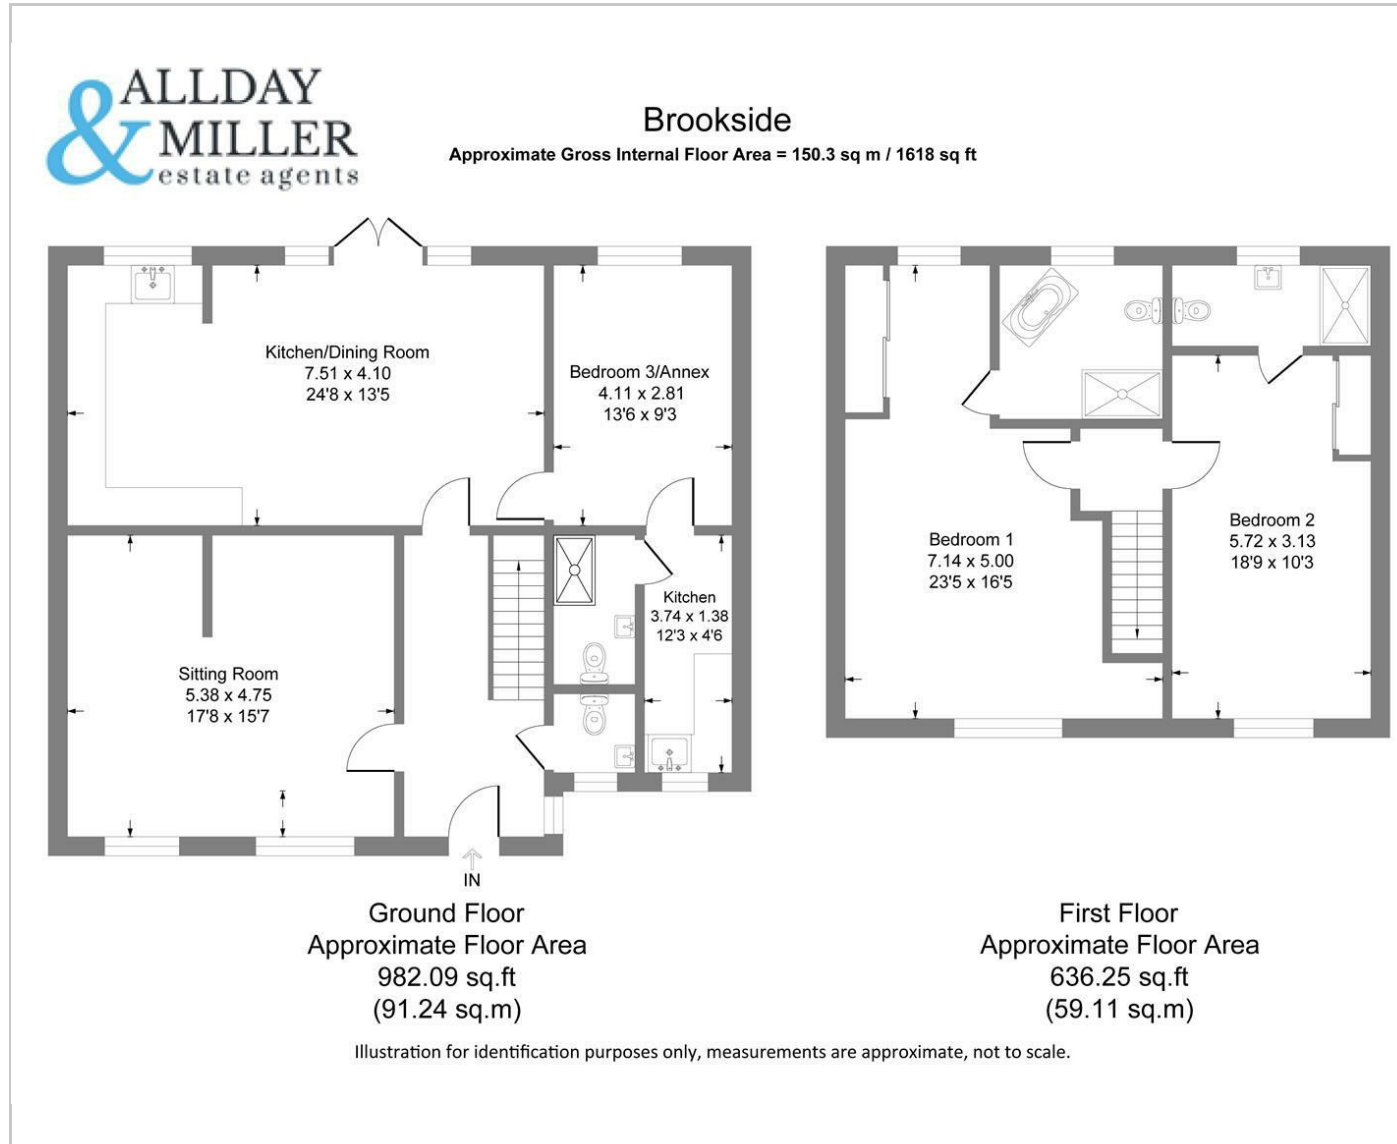 ALLDAY
& MILLER
estate agents
Brookside
Approximate Gross Internal Floor Area = 150.3 sq m / 1618 sq ft
Kitchen/Dining Room
7.51 x 4.10
24'8 x 13'5
Bedroom 3/Annex
4.11 x 2.81
13'6 x 9'3
Sitting Room
5.38 x 4.75
17'8 x 15'7
Kitchen
3.74 x 1.38
12'3 x 4'6
IN
Bedroom 1
7.14 x 5.00
23'5 x 16'5
Bedroom 2
5.72 x 3.13
18'9 x 10'3
Ground Floor
Approximate Floor Area
982.09 sq.ft
(91.24 sq.m)
First Floor
Approximate Floor Area
636.25 sq.ft
(59.11 sq.m)
Illustration for identification purposes only, measurements are approximate, not to scale.